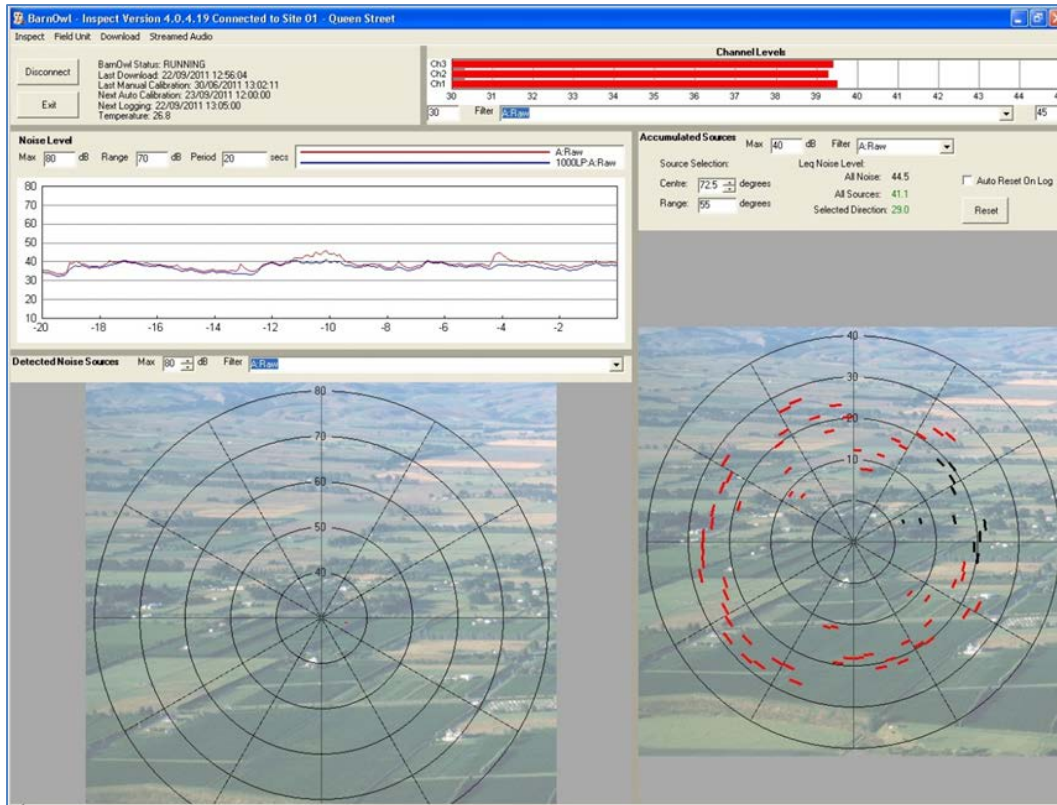 BarnOwl - Inspect Version 4.0.4.19 Connected to Site 01 - Queen Street
Inspect Field Unit Download Streamed Audio
Disconnect
Exit
BarnOwl Status: RUNNING
Last Download: 22/09/2011 12:56:04
Last Manual Calibration: 30/06/2011 13:02:11
Next Auto Calibration: 23/09/2011 12:00:00
Next Logging: 22/09/2011 13:05:00
Temperature: 26.8
Channel Levels
Ch3
Ch2
Ch1
30 31 32 33 34 35 36 37 38 39 40 41 42 43 44
30 Filter A:Raw 45
Noise Level
Max 80 dB Range 70 dB Period 20 secs
A:Raw
1000LP:A:Raw
80
70
60
50
40
30
20
10
-20 -18 -16 -14 -12 -10 -8 -6 -4 -2
Accumulated Sources Max 40 dB Filter A:Raw
Source Selection: Leq Noise Level:
Centre: 72.5 degrees
Range: 55 degrees
All Noise: 44.5
All Sources: 41.1
Selected Direction: 29.0
Auto Reset On Log
Reset
Detected Noise Sources Max 80 dB Filter A:Raw
80
70
60
50
40
40
30
20
10